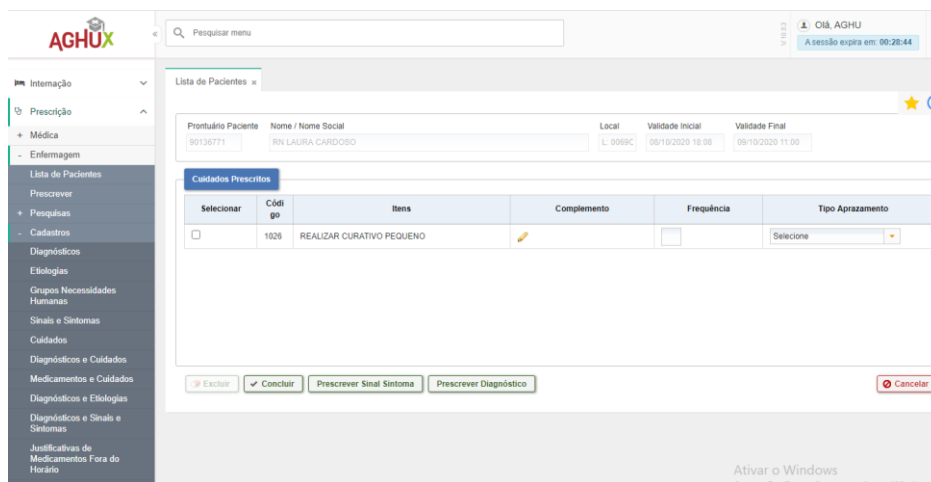 AGHUX
«
Pesquisar menu
V. 10.0.3
Olá, AGHU
A sessão expira em: 00:28:44
Internação
Prescrição
+ Médica
- Enfermagem
Lista de Pacientes
Prescrever
+ Pesquisas
- Cadastros
Diagnósticos
Etiologias
Grupos Necessidades
Humanas
Sinais e Sintomas
Cuidados
Diagnósticos e Cuidados
Medicamentos e Cuidados
Diagnósticos e Etiologias
Diagnósticos e Sinais e
Sintomas
Justificativas de
Medicamentos Fora do
Horário
Lista de Pacientes ×
Prontuário Paciente Nome / Nome Social Local Validade Inicial Validade Final
90136771 RN LAURA CARDOSO L: 0069C 08/10/2020 18:08 09/10/2020 11:00
Cuidados Prescritos
Selecionar Códi
go Itens Complemento Frequência Tipo Aprazamento
1026 REALIZAR CURATIVO PEQUENO Selecione
Excluir Concluir Prescrever Sinal Sintoma Prescrever Diagnóstico Cancelar
Ativar o Windows